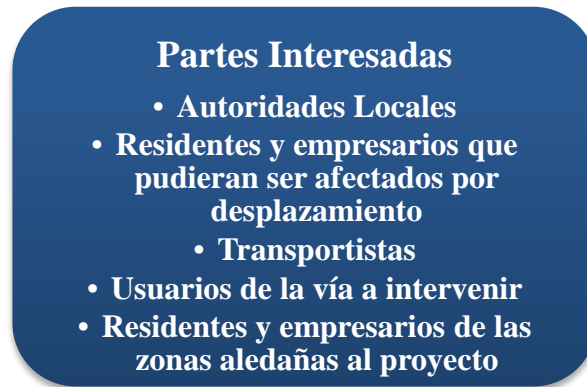 Partes Interesadas
• Autoridades Locales
• Residentes y empresarios que
pudieran ser afectados por
desplazamiento
• Transportistas
• Usuarios de la vía a intervenir
• Residentes y empresarios de las
zonas aledañas al proyecto